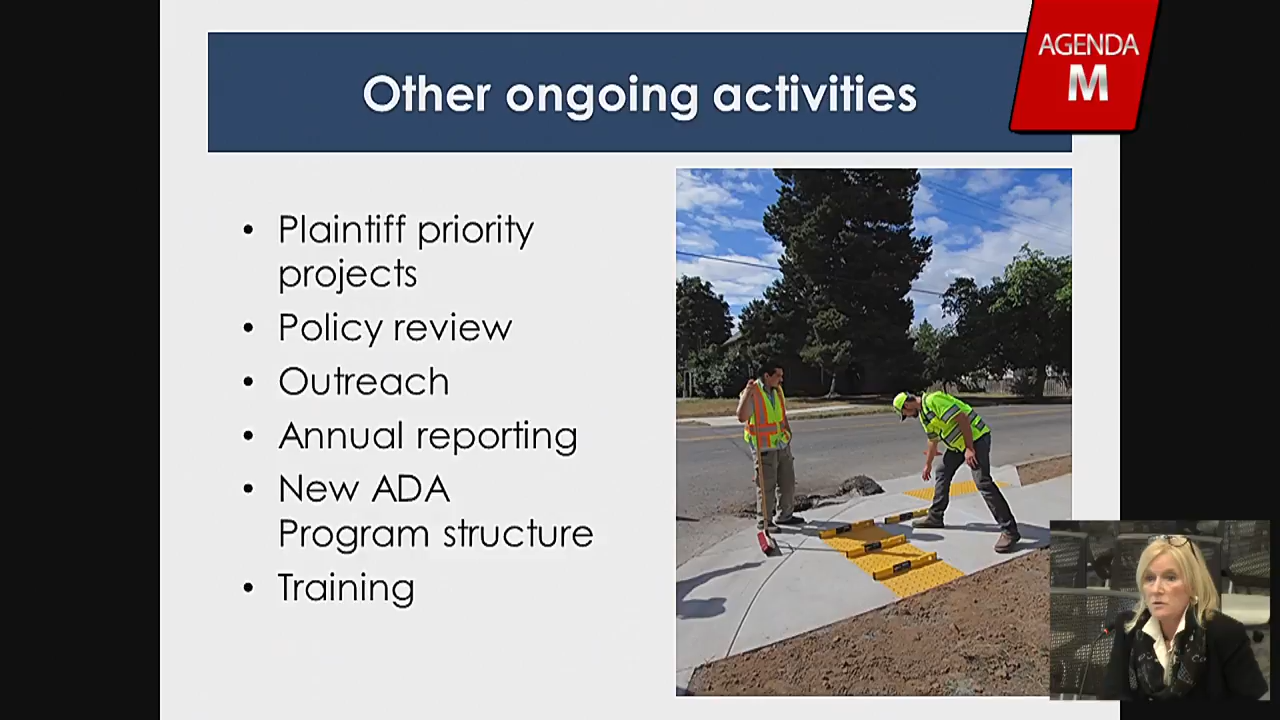 Other ongoing activities
AGENDA
M
• Plaintiff priority
projects
• Policy review
• Outreach
• Annual reporting
• New ADA
Program structure
• Training